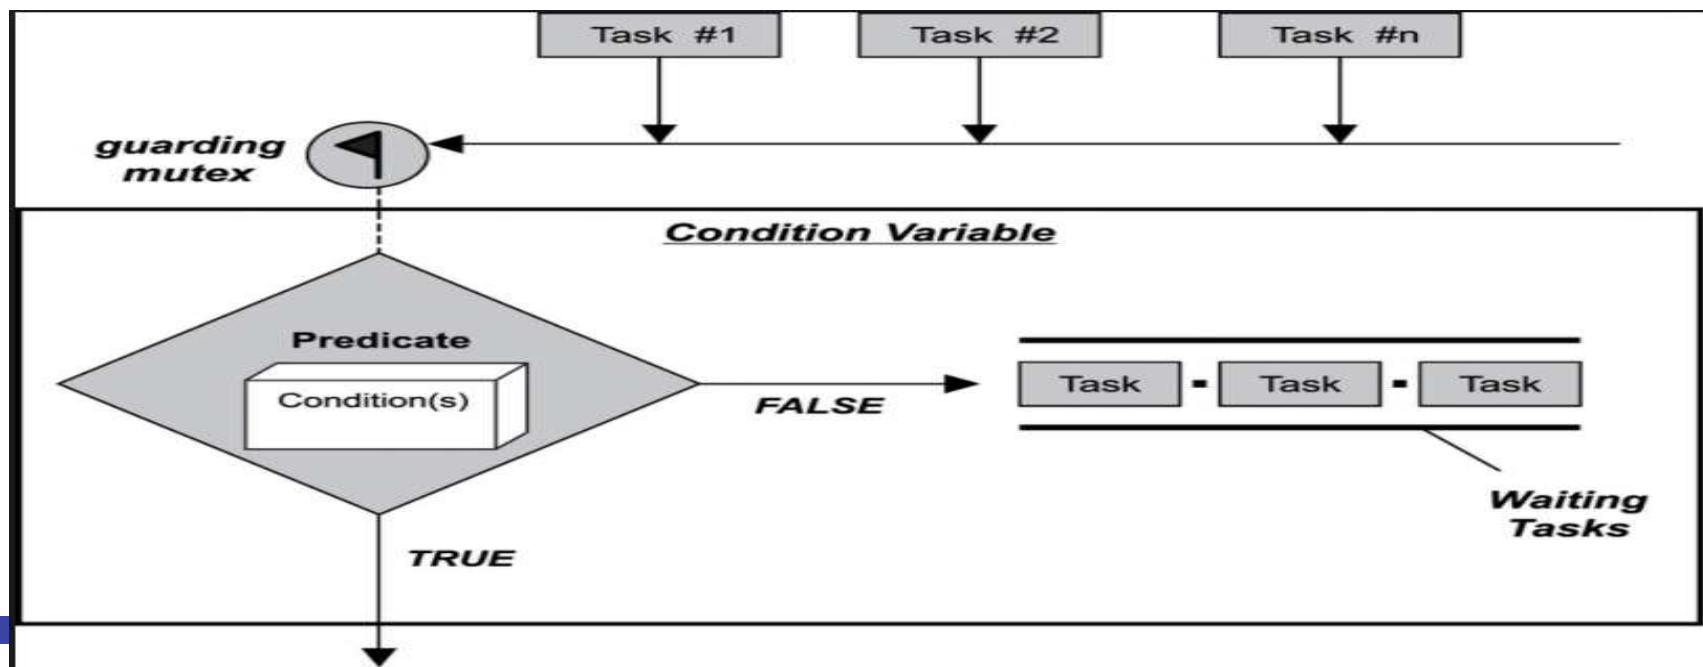 Task #1
Task #2
Task #n
guarding
mutex
Condition Variable
Predicate
Condition(s)
FALSE
Task
Task
Task
Waiting
Tasks
TRUE